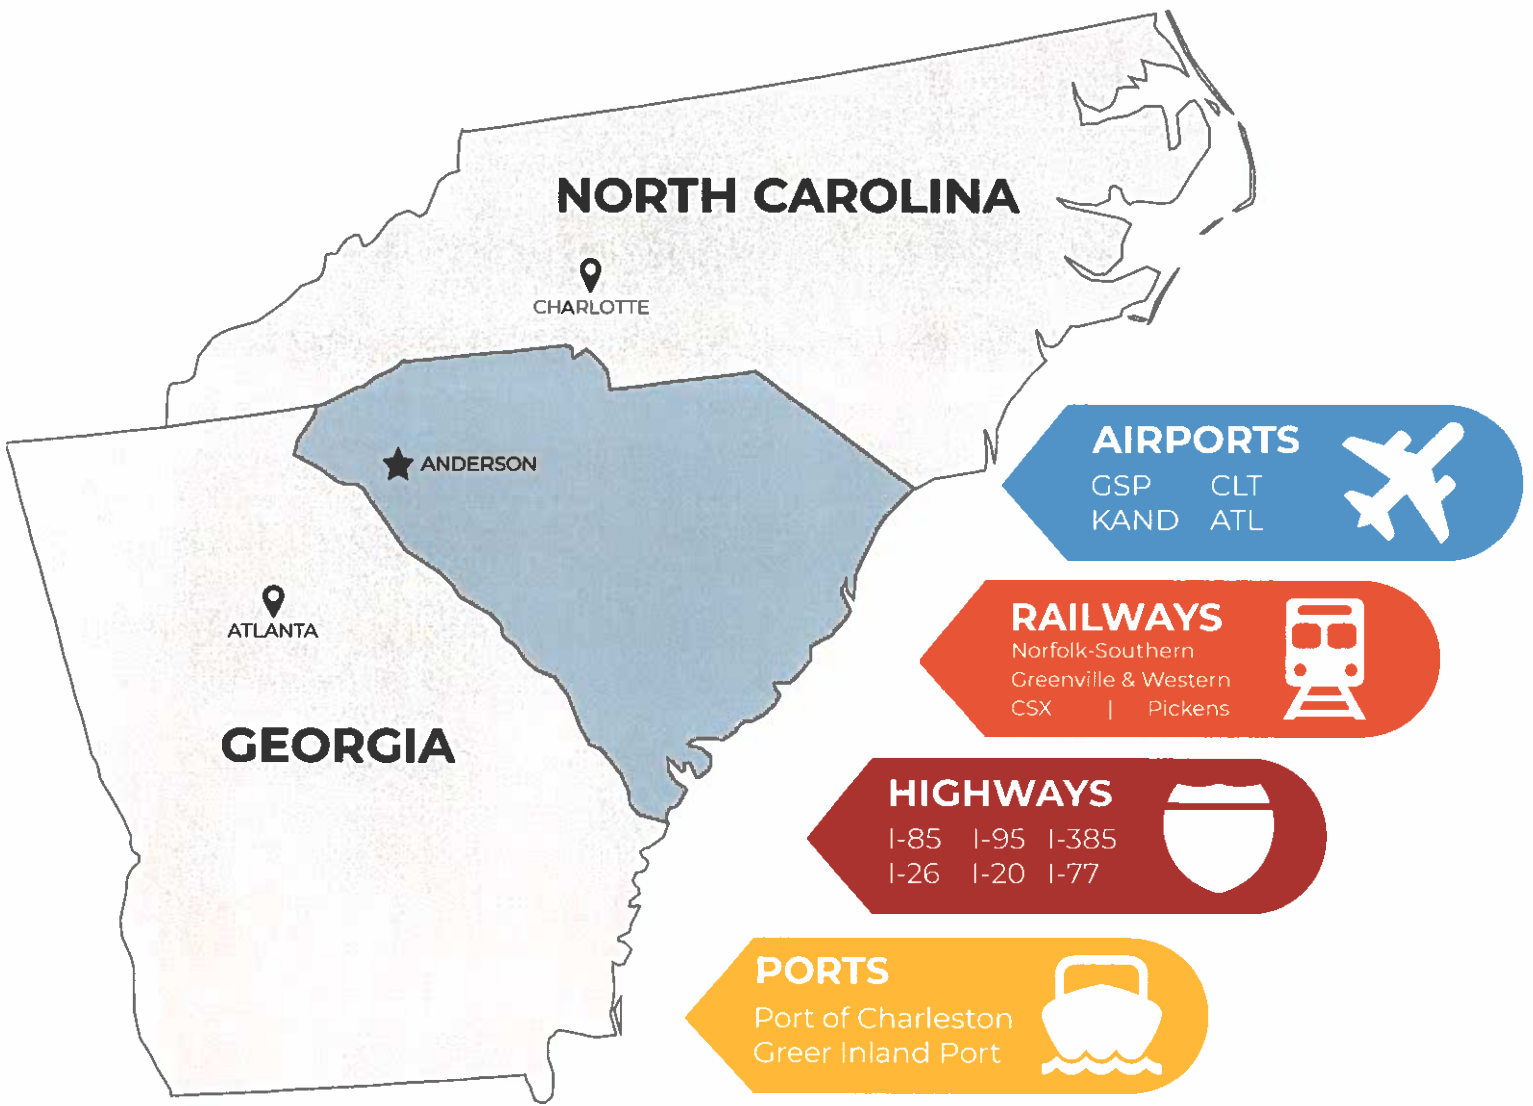 NORTH CAROLINA
CHARLOTTE
ANDERSON
ATLANTA
GEORGIA
AIRPORTS
GSP CLT
KAND ATL
RAILWAYS
Norfolk-Southern
Greenville & Western
CSX | Pickens
HIGHWAYS
I-85 I-95 I-385
I-26 I-20 I-77
PORTS
Port of Charleston
Greer Inland Port